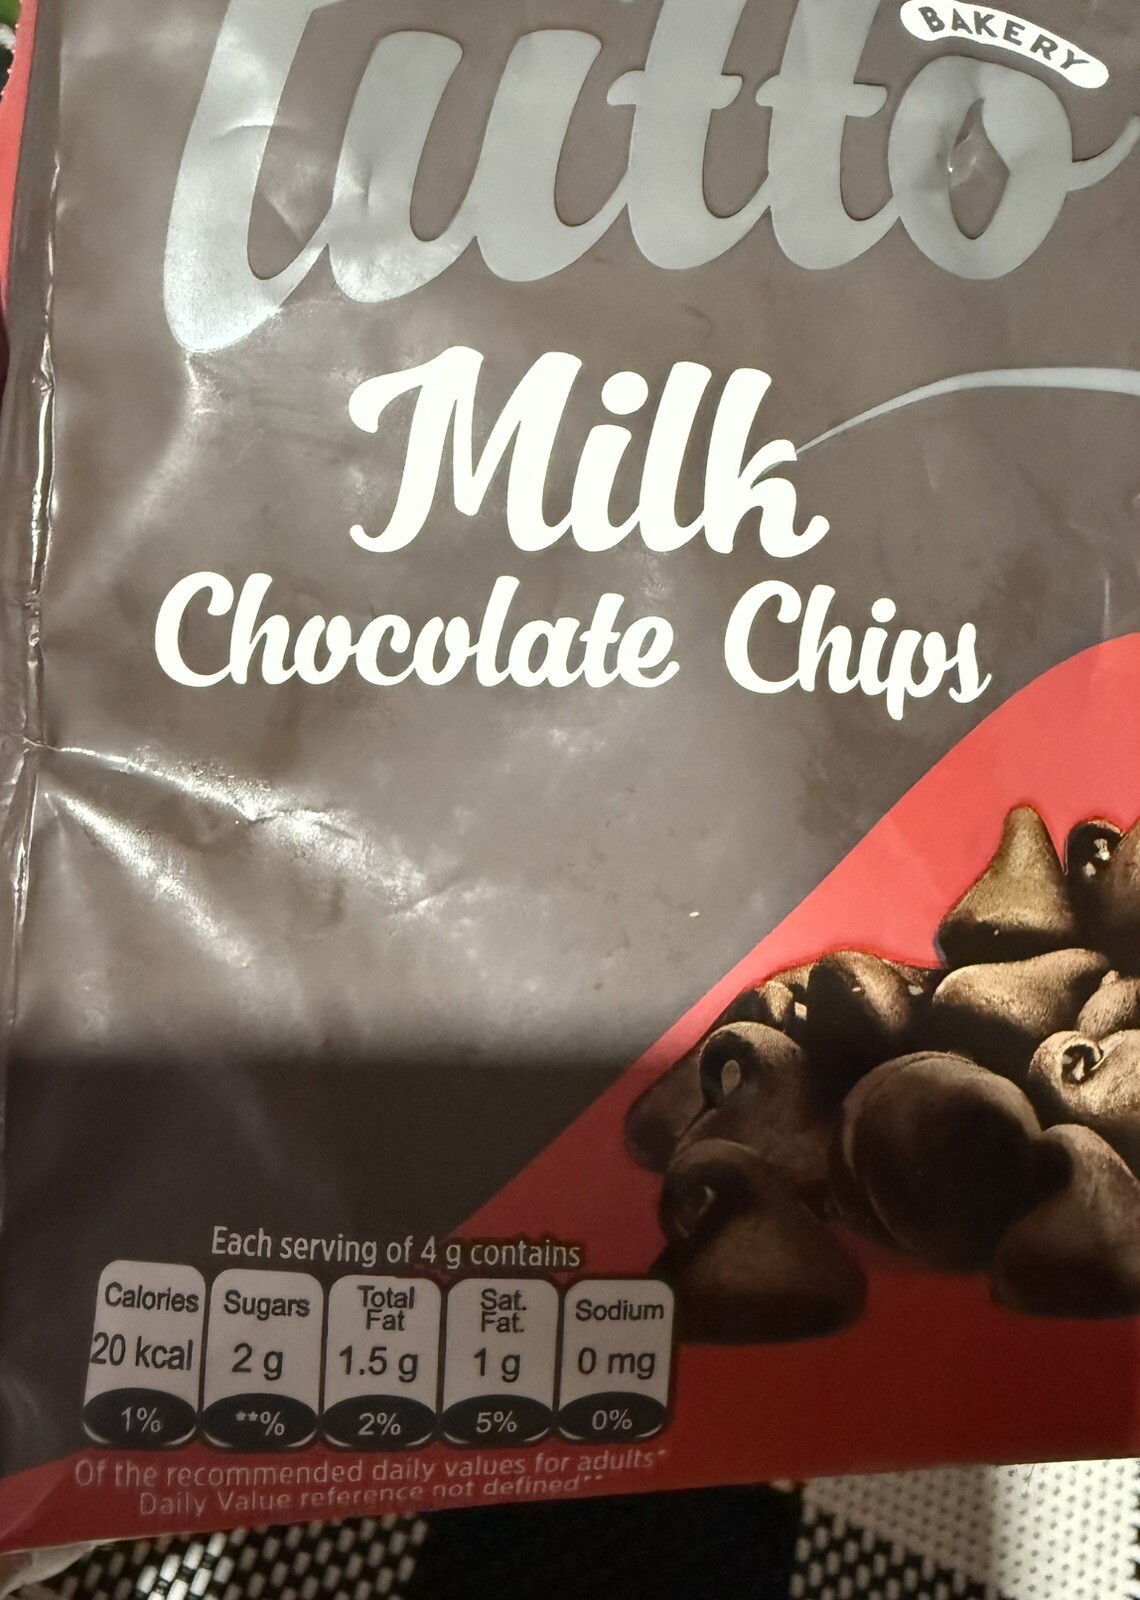 BAKERY
Tutto
Milk
Chocolate Chips
Each serving of 4 g contains
Calories Sugars Total Fat Sat. Fat. Sodium
20 kcal 2 g 1.5 g 1 g 0 mg
1% **% 2% 5% 0%
Of the recommended daily values for adults*
Daily Value reference not defined**